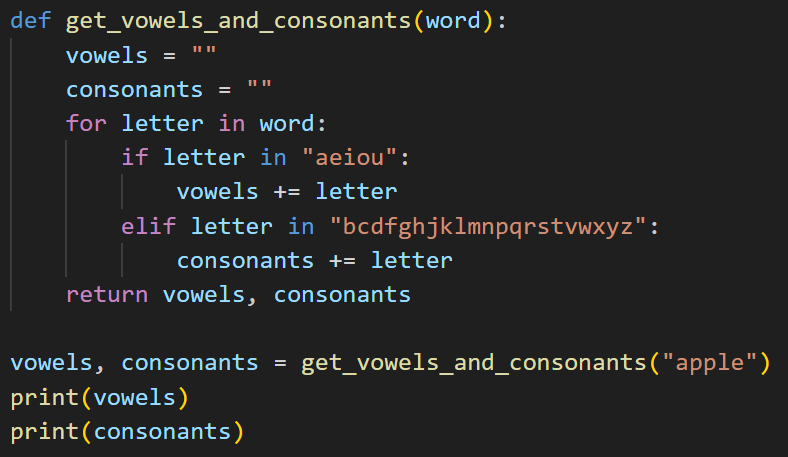 def get_vowels_and_consonants(word):
    vowels = ""
    consonants = ""
    for letter in word:
        if letter in "aeiou":
            vowels += letter
        elif letter in "bcdfghjklmnpqrstvwxyz":
            consonants += letter
    return vowels, consonants

vowels, consonants = get_vowels_and_consonants("apple")
print(vowels)
print(consonants)